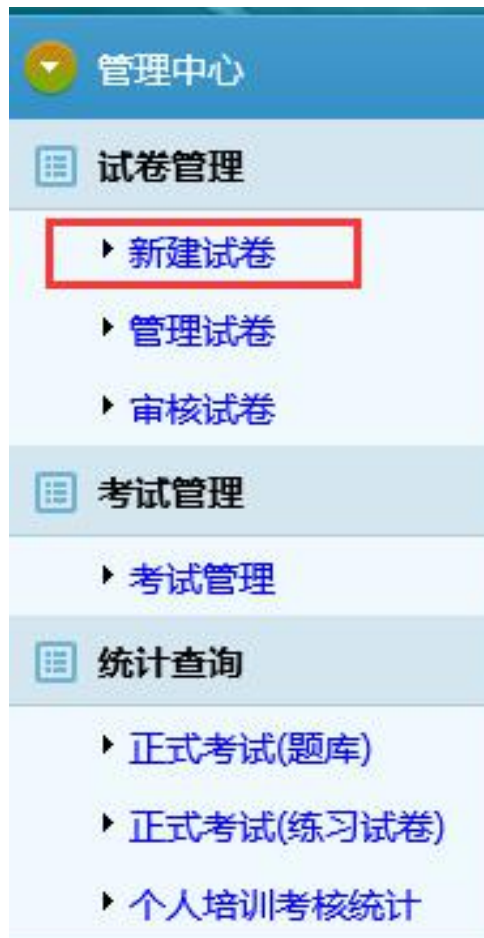 管理中心
试卷管理
新建试卷
管理试卷
审核试卷
考试管理
考试管理
统计查询
正式考试(题库)
正式考试(练习试卷)
个人培训考核统计